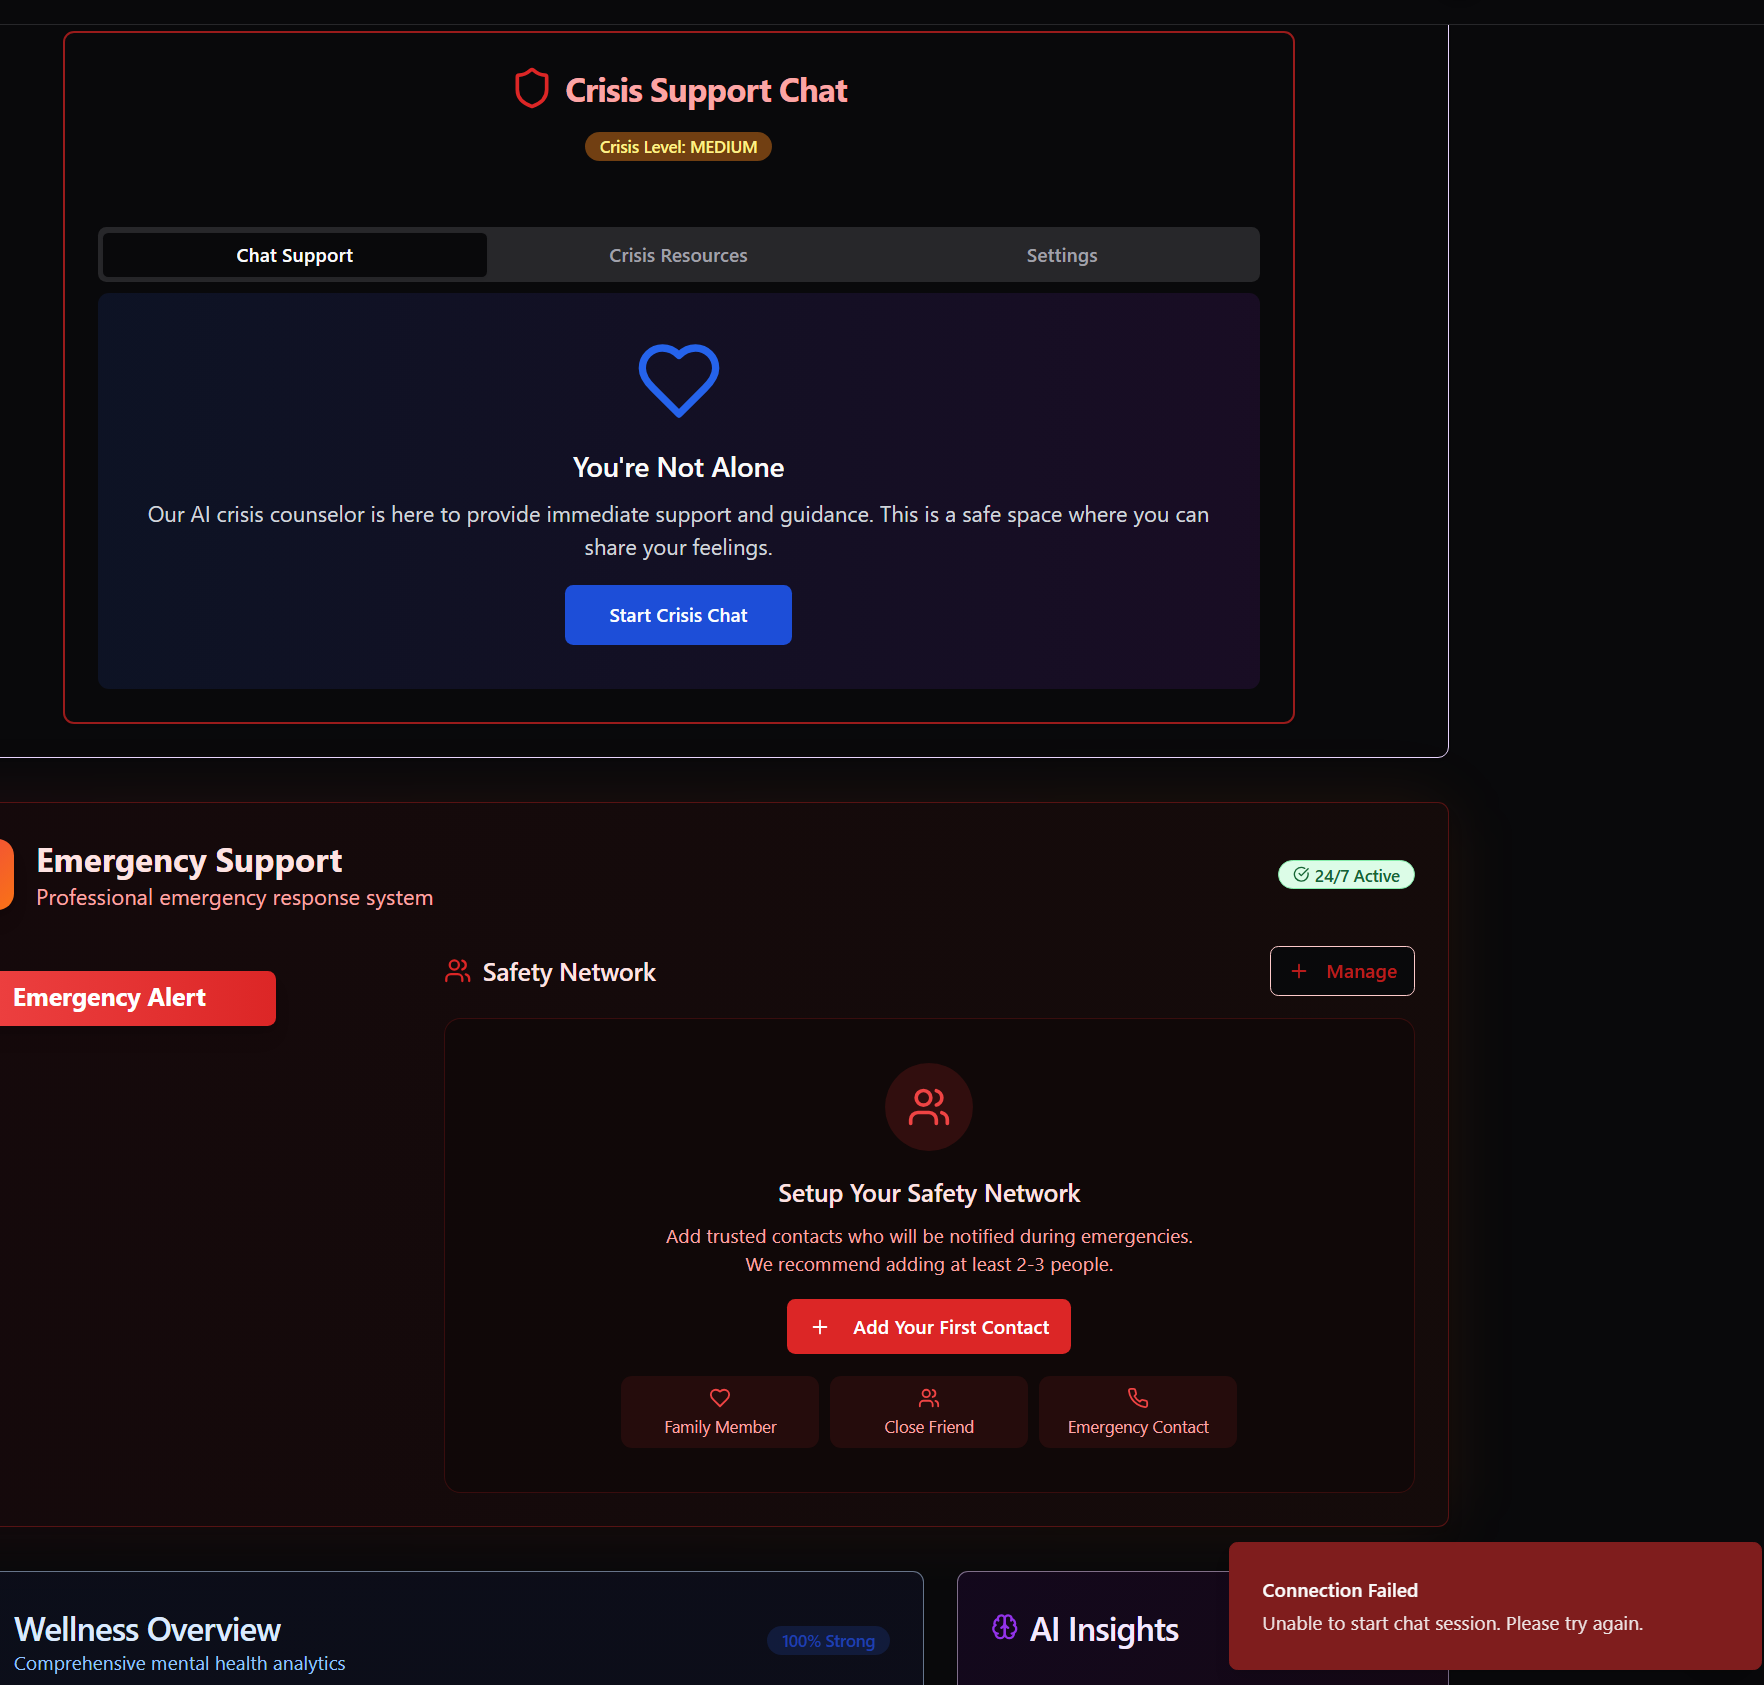 Crisis Support Chat
Crisis Level: MEDIUM
Chat Support
Crisis Resources
Settings
You're Not Alone
Our AI crisis counselor is here to provide immediate support and guidance. This is a safe space where you can
share your feelings.
Start Crisis Chat
Emergency Support
Professional emergency response system
24/7 Active
Emergency Alert
Safety Network
Manage
Setup Your Safety Network
Add trusted contacts who will be notified during emergencies.
We recommend adding at least 2-3 people.
Add Your First Contact
Family Member
Close Friend
Emergency Contact
Wellness Overview
Comprehensive mental health analytics
100% Strong
AI Insights
Connection Failed
Unable to start chat session. Please try again.